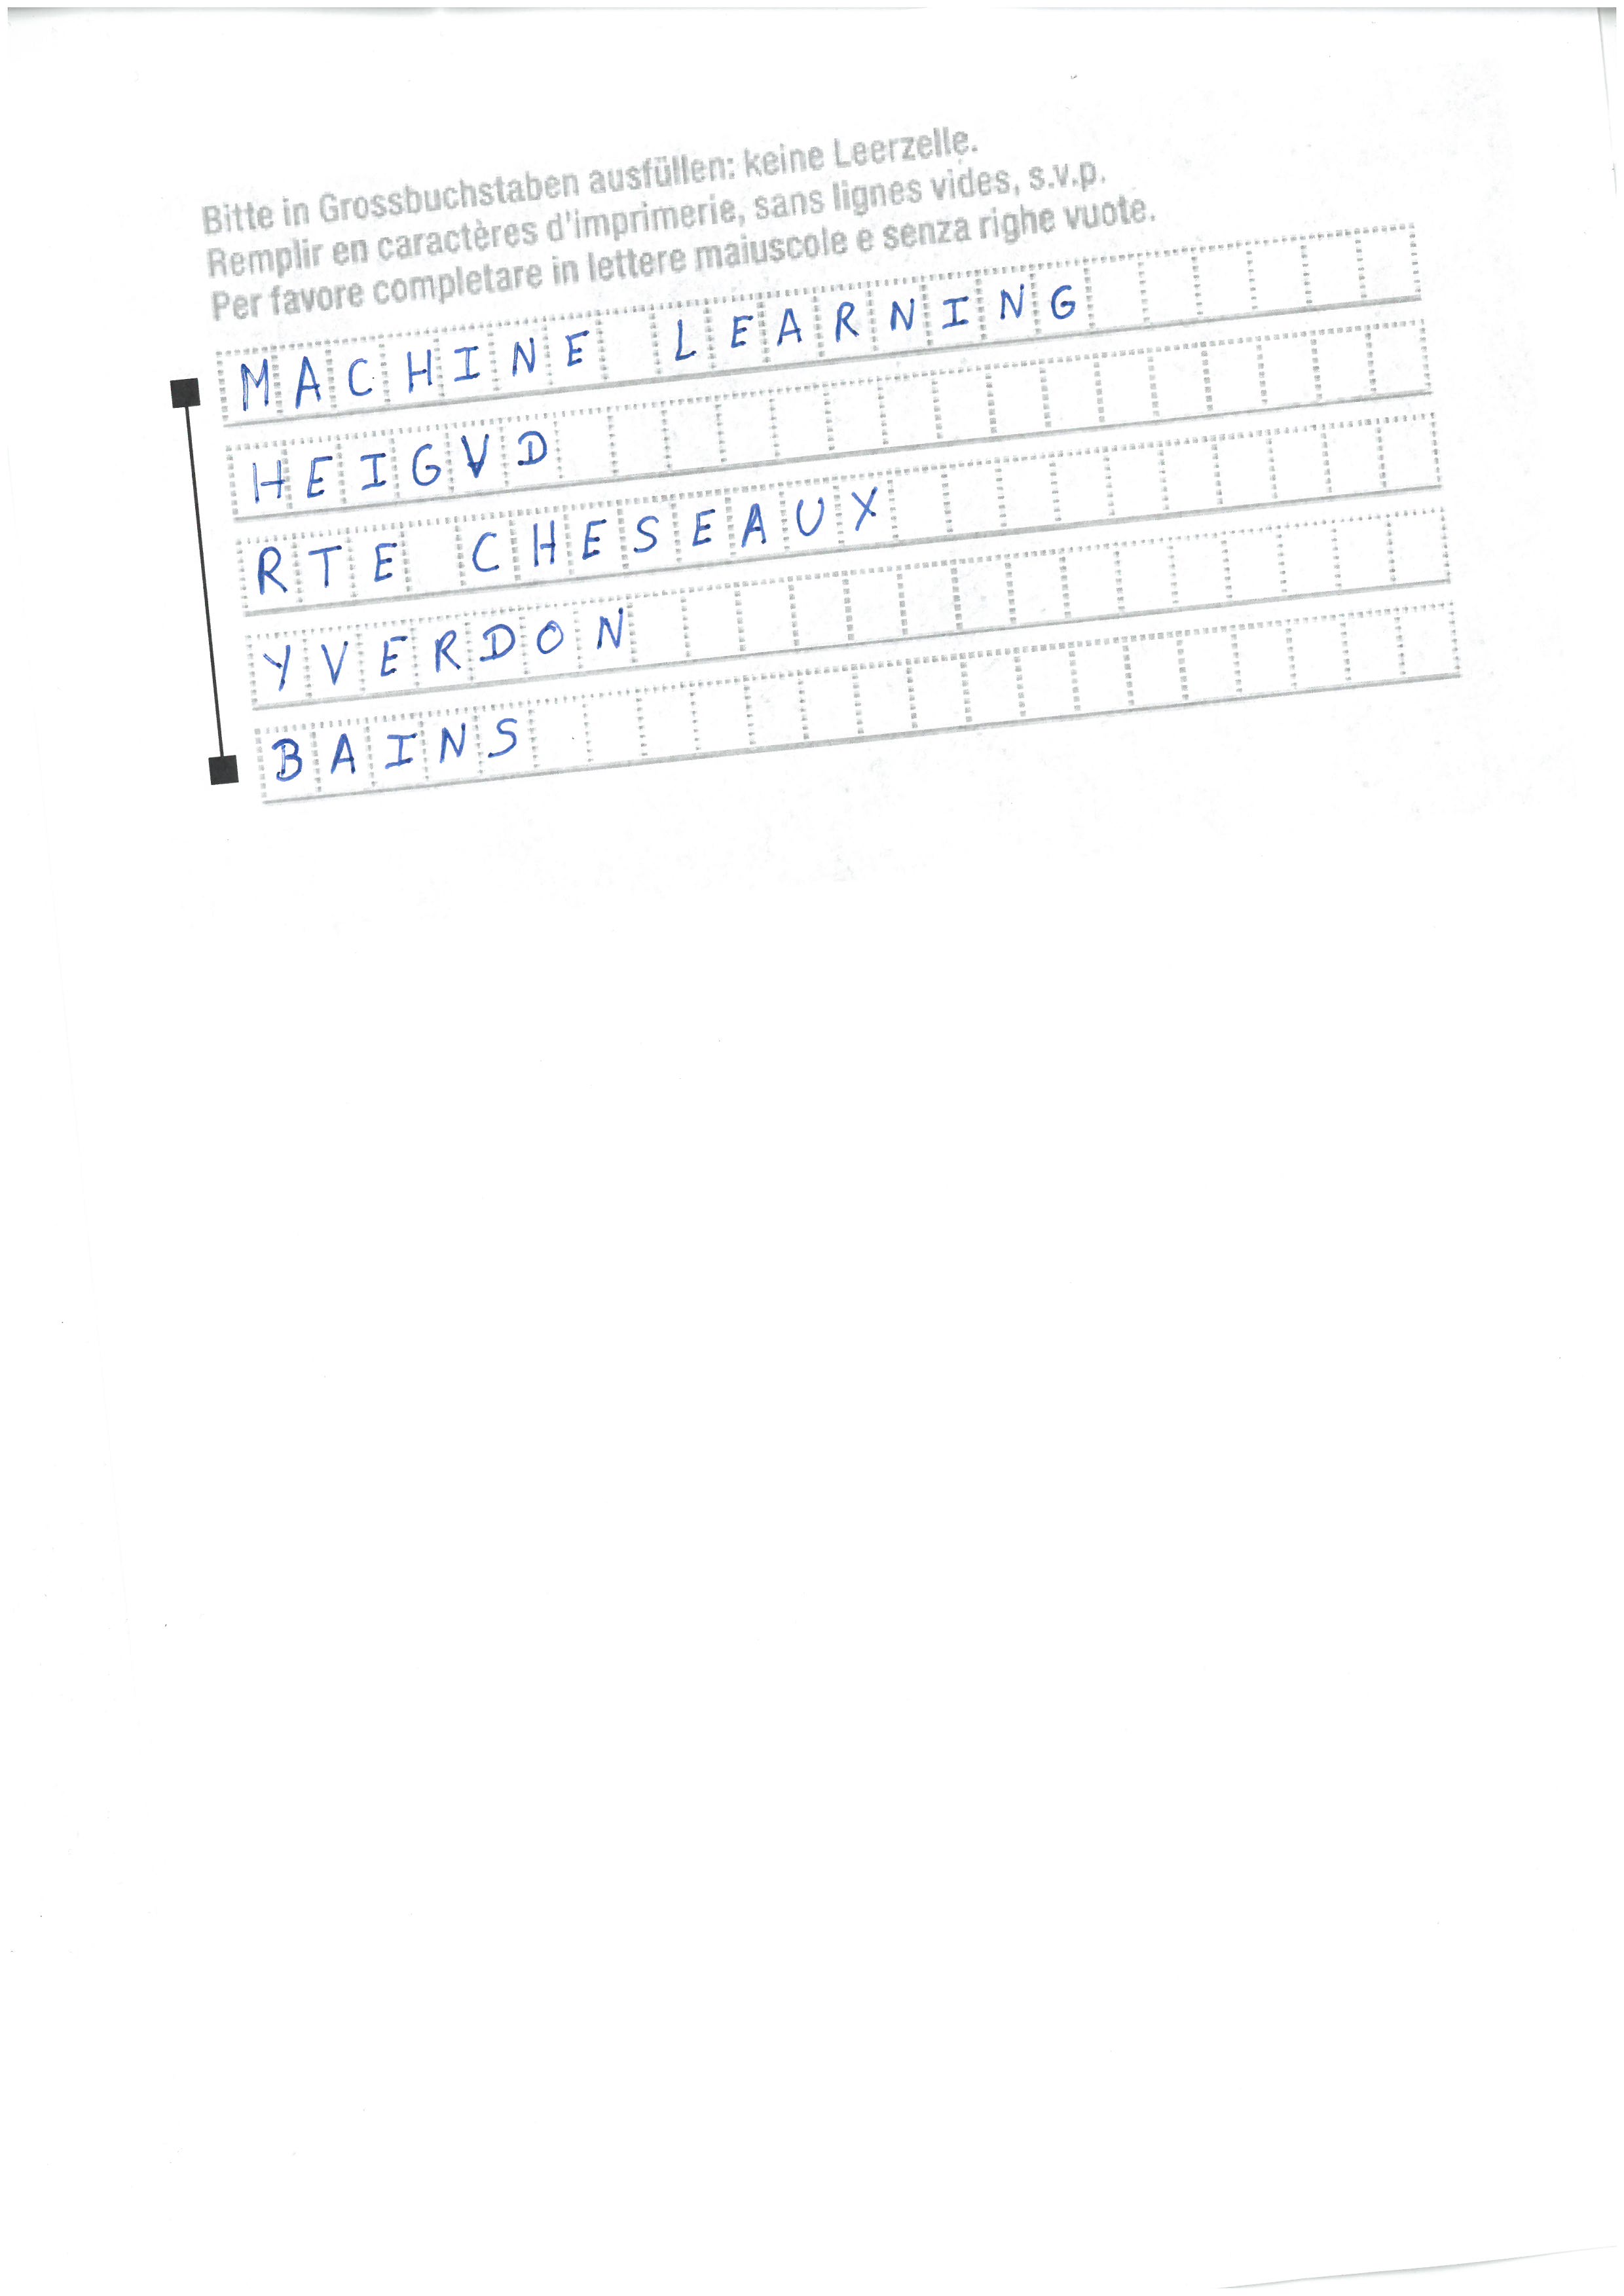 Bitte in Grossbuchstaben ausfüllen: keine Leerzelle.
Remplir en caractères d'imprimerie, sans lignes vides, s.v.p.
Per favore completare in lettere maiuscole e senza righe vuote.
MACHINE LEARNING
HEIGVD
RTE CHESEAUX
YVERDON
BAINS